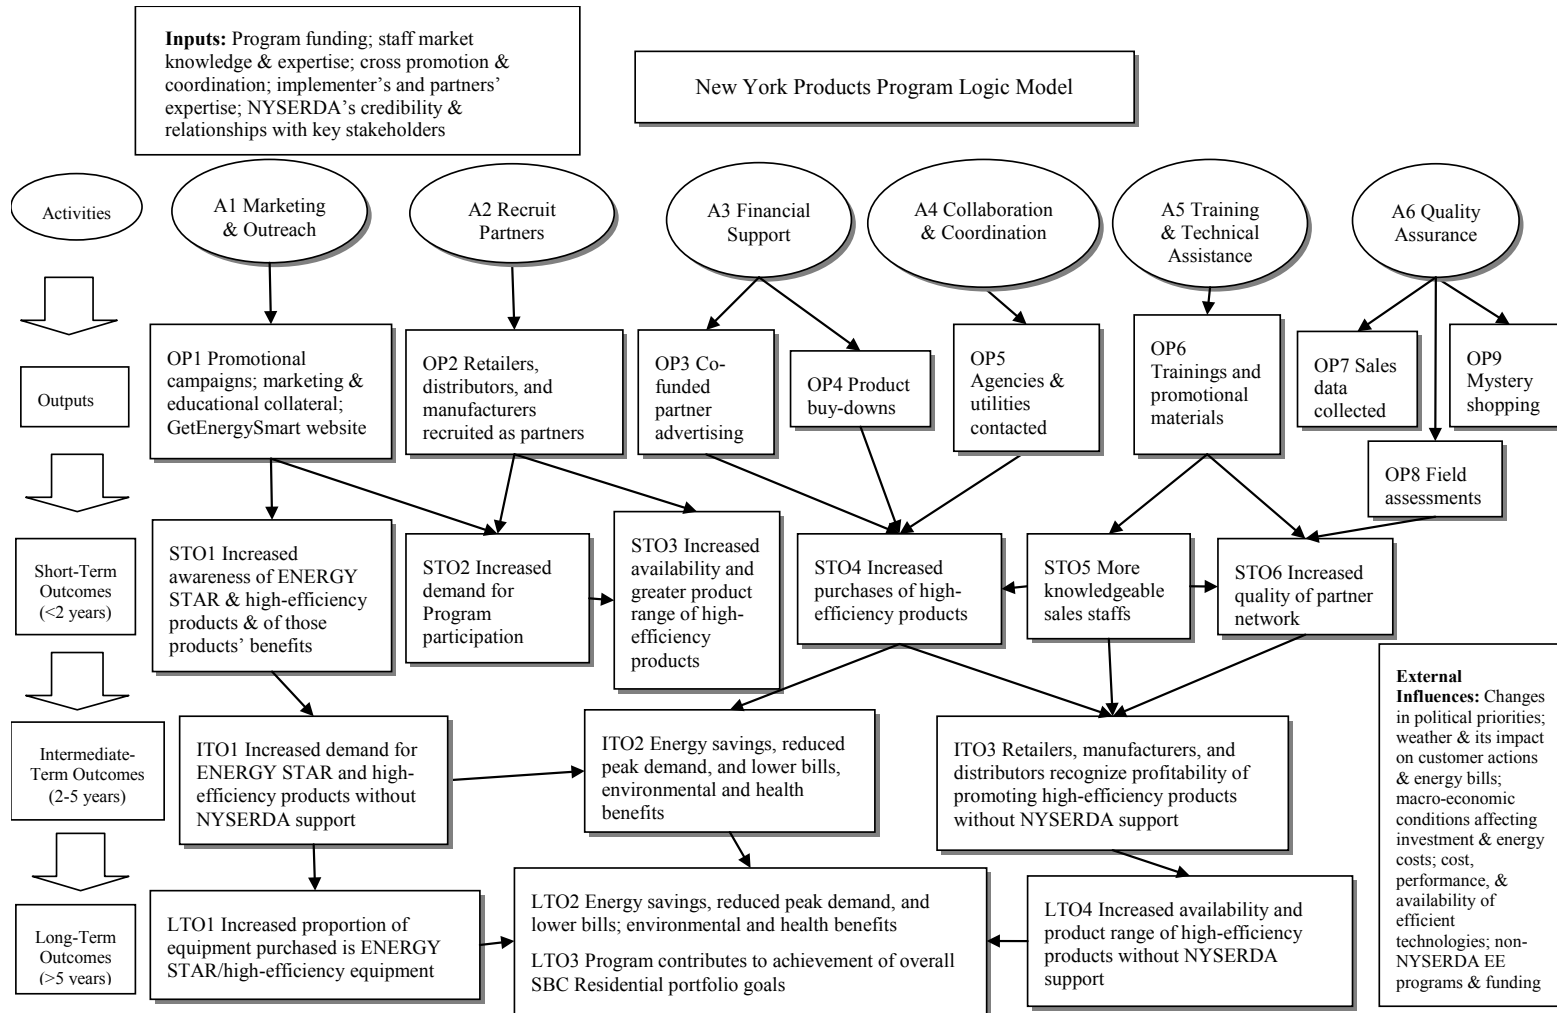 Inputs: Program funding; staff market
knowledge & expertise; cross promotion &
coordination; implementer's and partners'
expertise; NYSERDA's credibility &
relationships with key stakeholders
New York Products Program Logic Model
Activities
A1 Marketing
& Outreach
A2 Recruit
Partners
A3 Financial
Support
A4 Collaboration
& Coordination
A5 Training
& Technical
Assistance
A6 Quality
Assurance
Outputs
OP1 Promotional
campaigns; marketing &
educational collateral;
GetEnergySmart website
OP2 Retailers,
distributors, and
manufacturers
recruited as partners
OP3 Co-
funded
partner
advertising
OP4 Product
buy-downs
OP5
Agencies &
utilities
contacted
OP6
Trainings and
promotional
materials
OP7 Sales
data
collected
OP9
Mystery
shopping
OP8 Field
assessments
Short-Term
Outcomes
(<2 years)
STO1 Increased
awareness of ENERGY
STAR & high-efficiency
products & of those
products' benefits
STO2 Increased
demand for
Program
participation
STO3 Increased
availability and
greater product
range of high-
efficiency
products
STO4 Increased
purchases of high-
efficiency products
STO5 More
knowledgeable
sales staffs
STO6 Increased
quality of partner
network
Intermediate-
Term Outcomes
(2-5 years)
ITO1 Increased demand for
ENERGY STAR and high-
efficiency products without
NYSERDA support
ITO2 Energy savings, reduced
peak demand, and lower bills,
environmental and health
benefits
ITO3 Retailers, manufacturers, and
distributors recognize profitability of
promoting high-efficiency products
without NYSERDA support
External
Influences: Changes
in political priorities;
weather & its impact
on customer actions
& energy bills;
macro-economic
conditions affecting
investment & energy
costs; cost,
performance, &
availability of
efficient
technologies; non-
NYSERDA EE
programs & funding
Long-Term
Outcomes
(>5 years)
LTO1 Increased proportion of
equipment purchased is ENERGY
STAR/high-efficiency equipment
LTO2 Energy savings, reduced peak demand, and
lower bills; environmental and health benefits
LTO3 Program contributes to achievement of overall
SBC Residential portfolio goals
LTO4 Increased availability and
product range of high-efficiency
products without NYSERDA
support